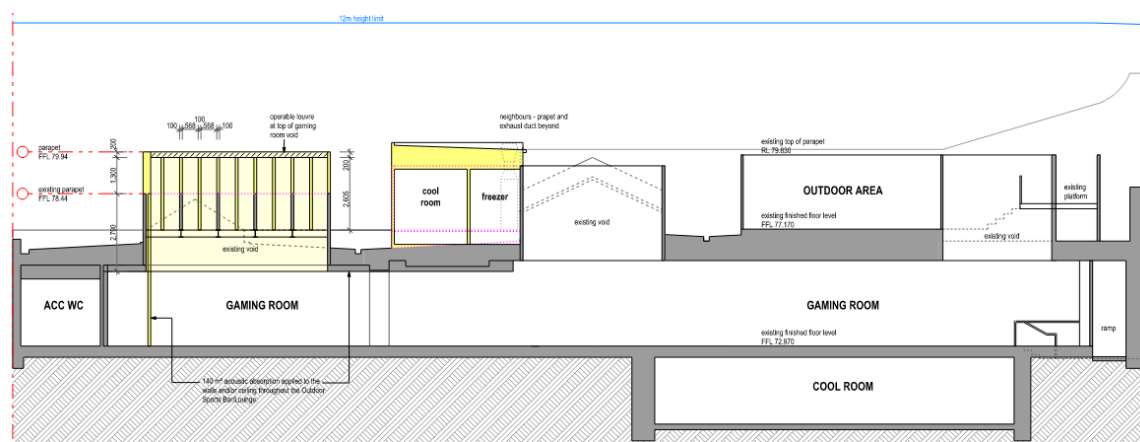 12m height limit
operable louvre
at top of gaming
room void
neighbours - prapet and
exhaust duct beyond
100
100 568 568 100
200
1,300
2,790
200
2,605
parapet
FFL 79.94
existing parapet
FFL 78.44
existing top of parapet
RL 79.830
OUTDOOR AREA
existing
platform
cool
room
freezer
existing void
existing void
existing finished floor level
FFL 77.170
existing void
ACC WC
GAMING ROOM
GAMING ROOM
existing finished floor level
FFL 72.970
ramp
140 m² acoustic absorption applied to the
walls and/or ceiling throughout the Outdoor
Sports Bar/Lounge.
COOL ROOM